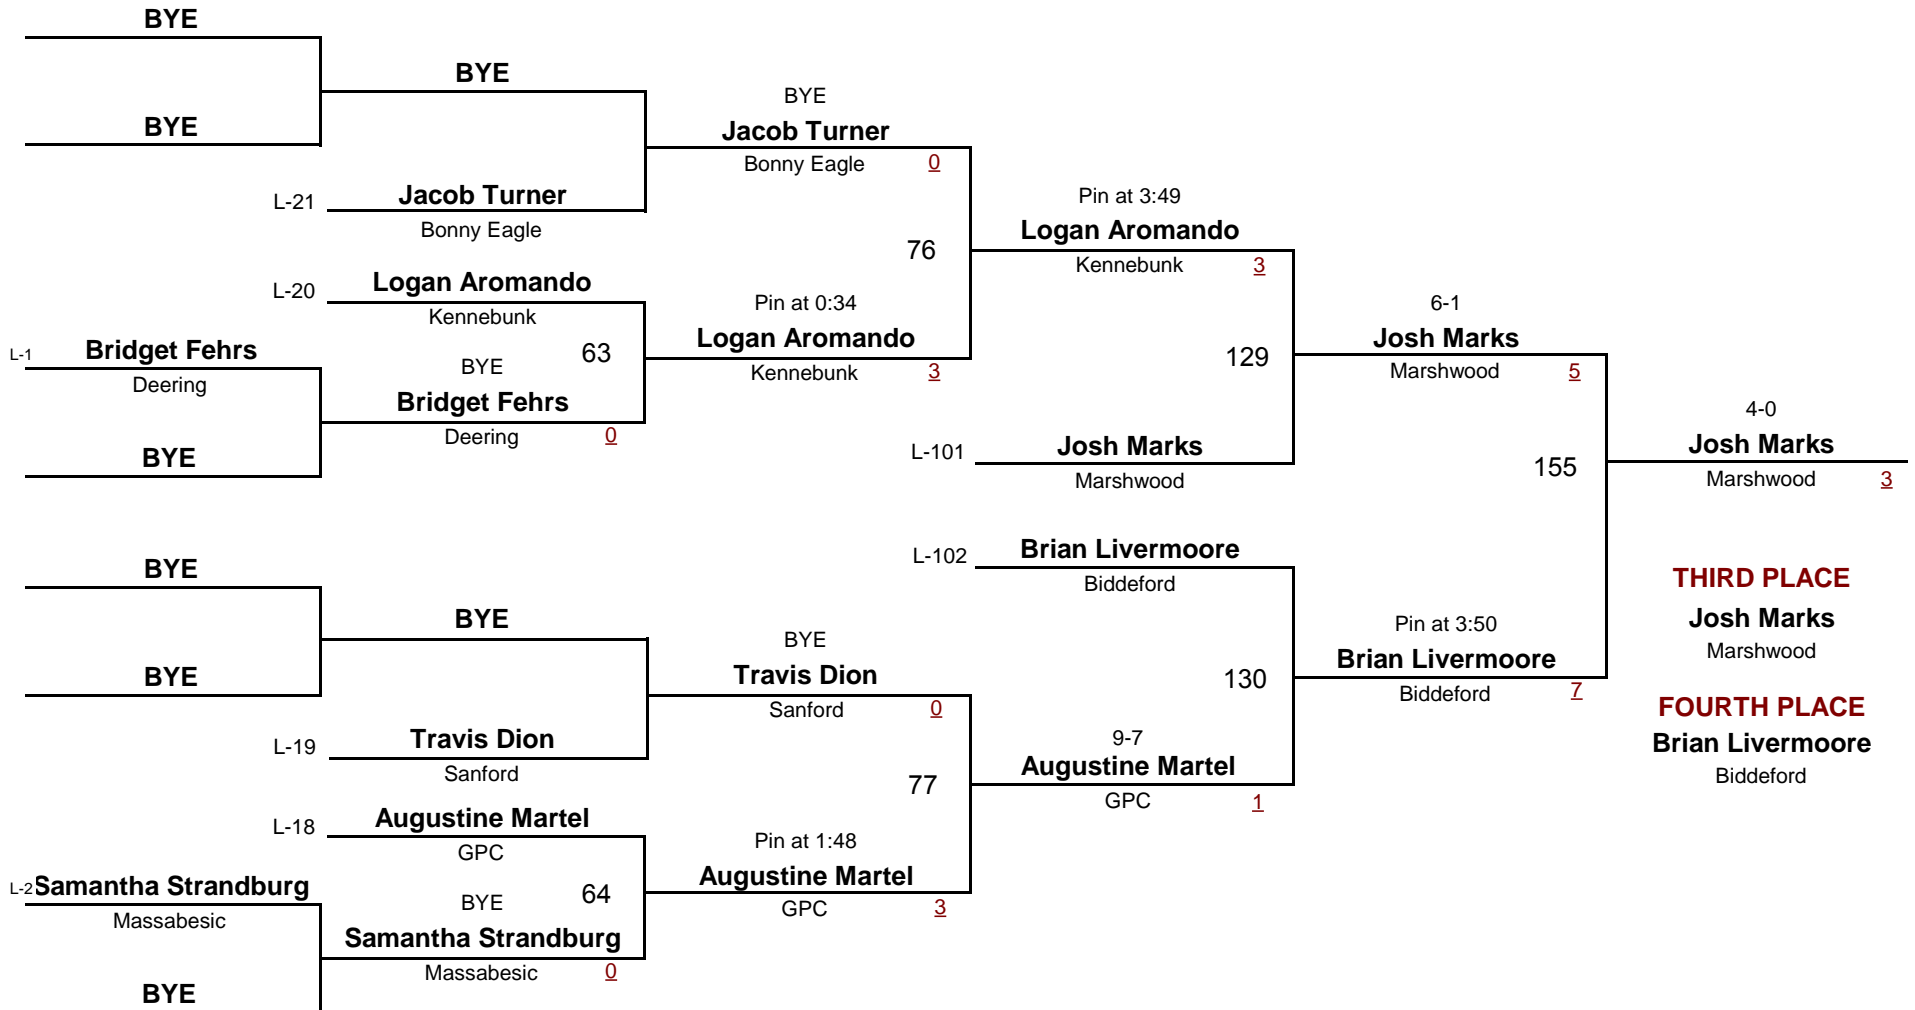 BYE
BYE
BYE
BYE
Jacob Turner
Bonny Eagle 0
L-21 Jacob Turner
Bonny Eagle
76
Pin at 3:49
Logan Aromando
Kennebunk 3
L-20 Logan Aromando
Kennebunk
Pin at 0:34
Logan Aromando
Kennebunk 3
L-1 Bridget Fehrs
Deering
BYE 63
Bridget Fehrs
Deering 0
BYE
129
6-1
Josh Marks
Marshwood 5
L-101 Josh Marks
Marshwood
155
4-0
Josh Marks
Marshwood 3
L-102 Brian Livermoore
Biddeford
BYE
BYE
BYE
BYE
Travis Dion
Sanford 0
L-19 Travis Dion
Sanford
130
Pin at 3:50
Brian Livermoore
Biddeford 7
THIRD PLACE
Josh Marks
Marshwood
FOURTH PLACE
Brian Livermoore
Biddeford
77
9-7
Augustine Martel
GPC 1
L-18 Augustine Martel
GPC
Pin at 1:48
Augustine Martel
GPC 3
L-2 Samantha Strandburg
Massabesic
BYE 64
Samantha Strandburg
Massabesic 0
BYE